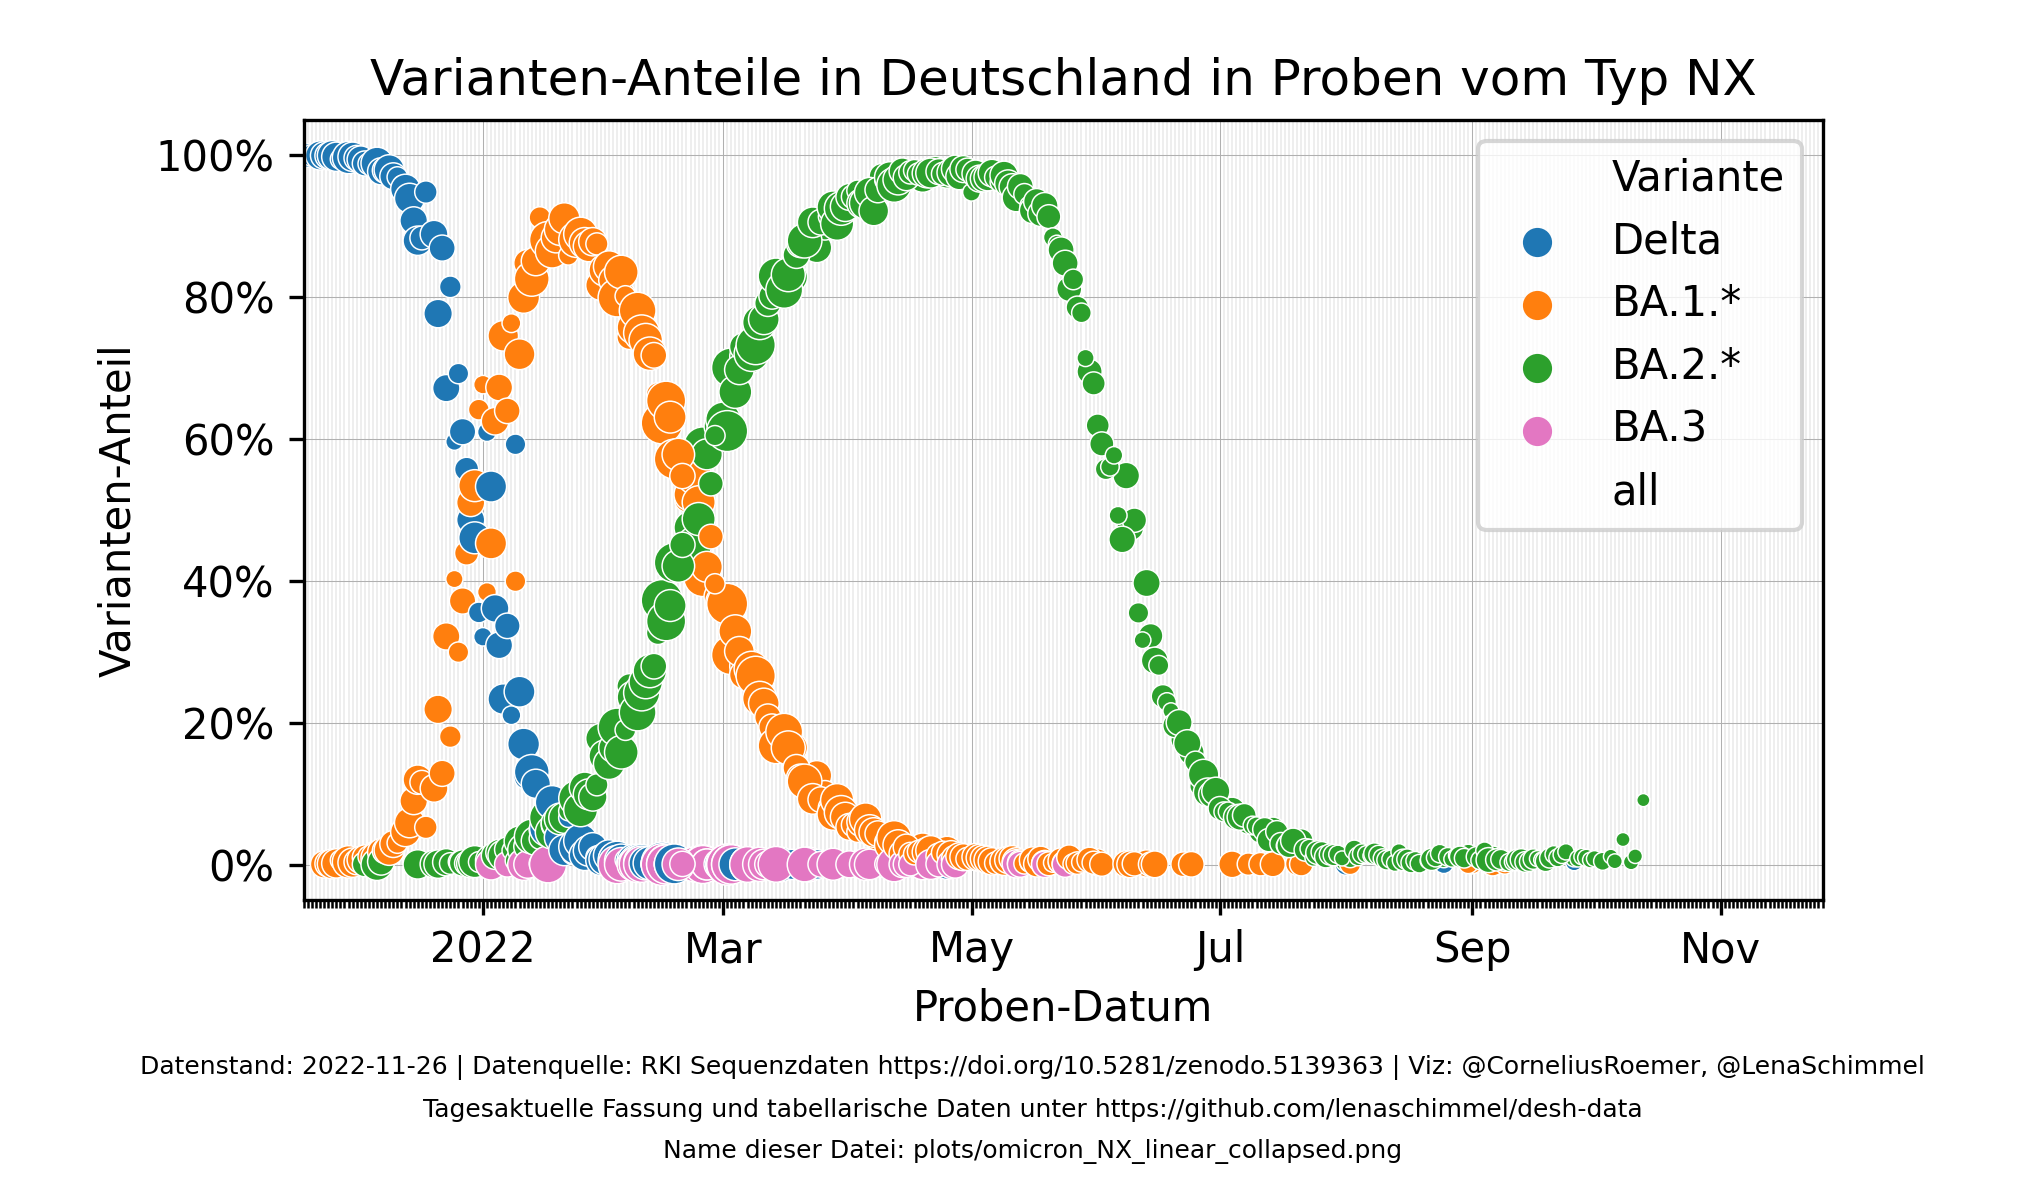 Varianten-Anteile in Deutschland in Proben vom Typ NX
100%
80%
60%
40%
20%
0%
Varianten-Anteil
Variante
Delta
BA.1.*
BA.2.*
BA.3
all
2022
Mar
May
Jul
Sep
Nov
Proben-Datum
Datenstand: 2022-11-26 | Datenquelle: RKI Sequenzdaten https://doi.org/10.5281/zenodo.5139363 | Viz: @CorneliusRoemer, @LenaSchimmel
Tagesaktuelle Fassung und tabellarische Daten unter https://github.com/lenaschimmel/desh-data
Name dieser Datei: plots/omicron_NX_linear_collapsed.png